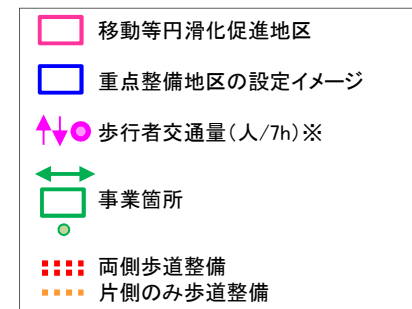 移動等円滑化促進地区
重点整備地区の設定イメージ
歩行者交通量(人/7h)※
事業箇所
両側歩道整備
片側のみ歩道整備